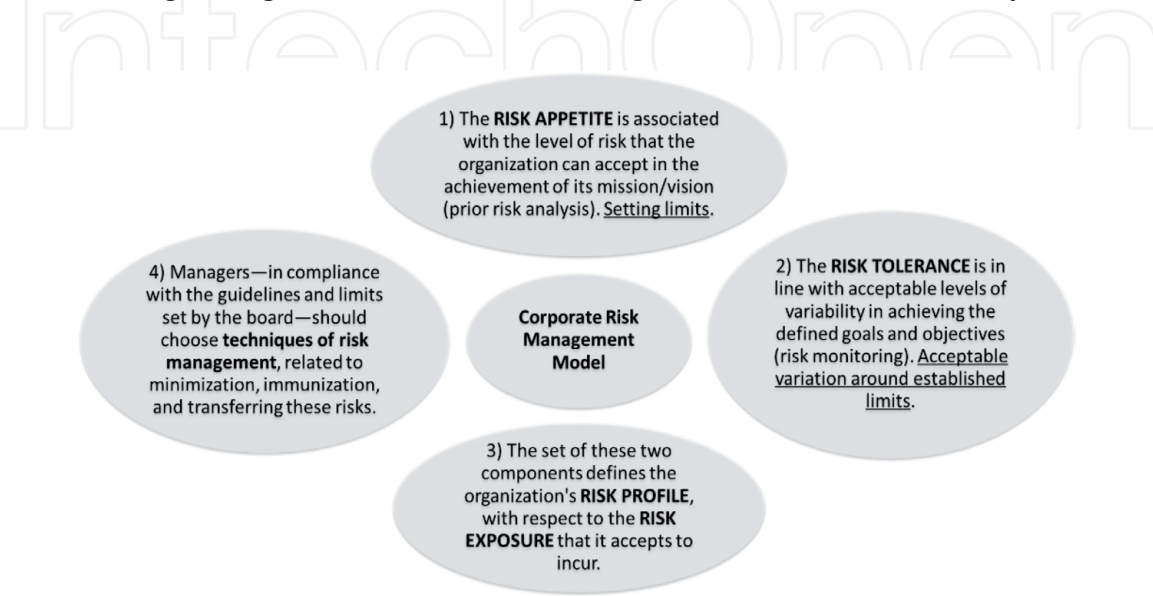 IntechOpen
1) The RISK APPETITE is associated
with the level of risk that the
organization can accept in the
achievement of its mission/vision
(prior risk analysis). Setting limits.
2) The RISK TOLERANCE is in
line with acceptable levels of
variability in achieving the
defined goals and objectives
(risk monitoring). Acceptable
variation around established
limits.
3) The set of these two
components defines the
organization's RISK PROFILE,
with respect to the RISK
EXPOSURE that it accepts to
incur.
4) Managers—in compliance
with the guidelines and limits
set by the board—should
choose techniques of risk
management, related to
minimization, immunization,
and transferring these risks.
Corporate Risk
Management
Model